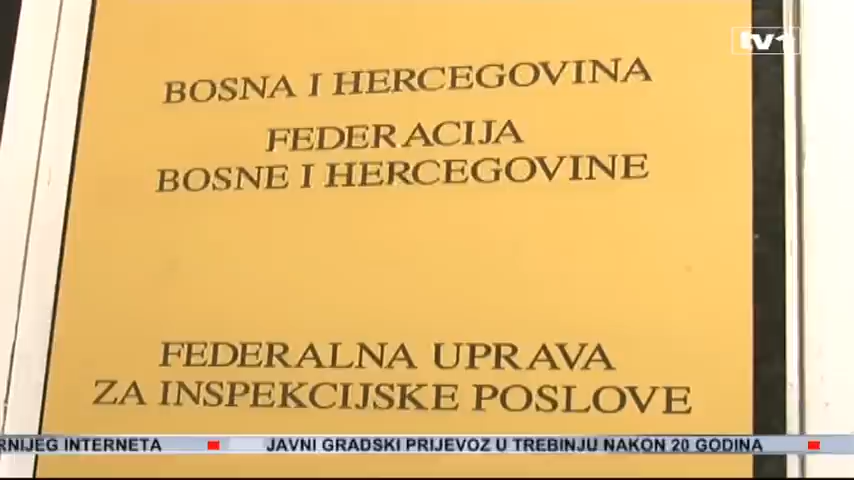 tv1
BOSNA I HERCEGOVINA
FEDERACIJA
BOSNE I HERCEGOVINE
FEDERALNA UPRAVA
ZA INSPEKCIJSKE POSLOVE
RNIJEG INTERNETA JAVNI GRADSKI PRIJEVOZ U TREBINJU NAKON 20 GODINA